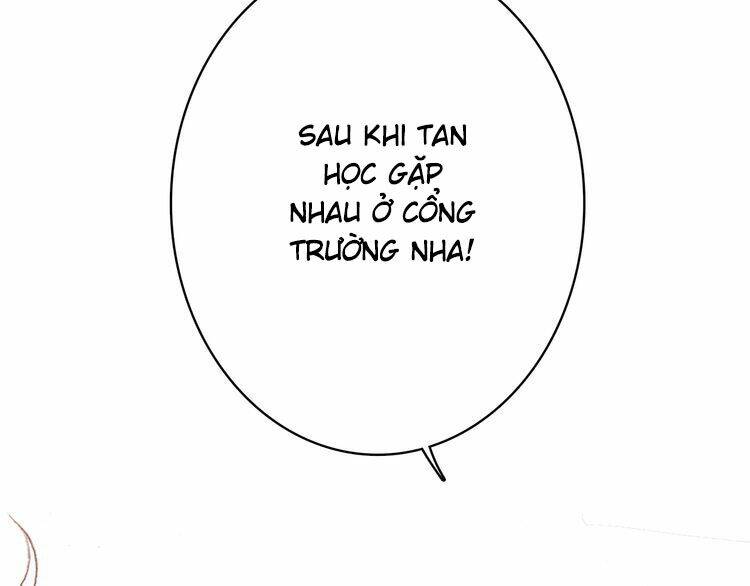 SAU KHI TAN
HỌC GẶP
NHAU Ở CỔNG
TRƯỜNG NHA!